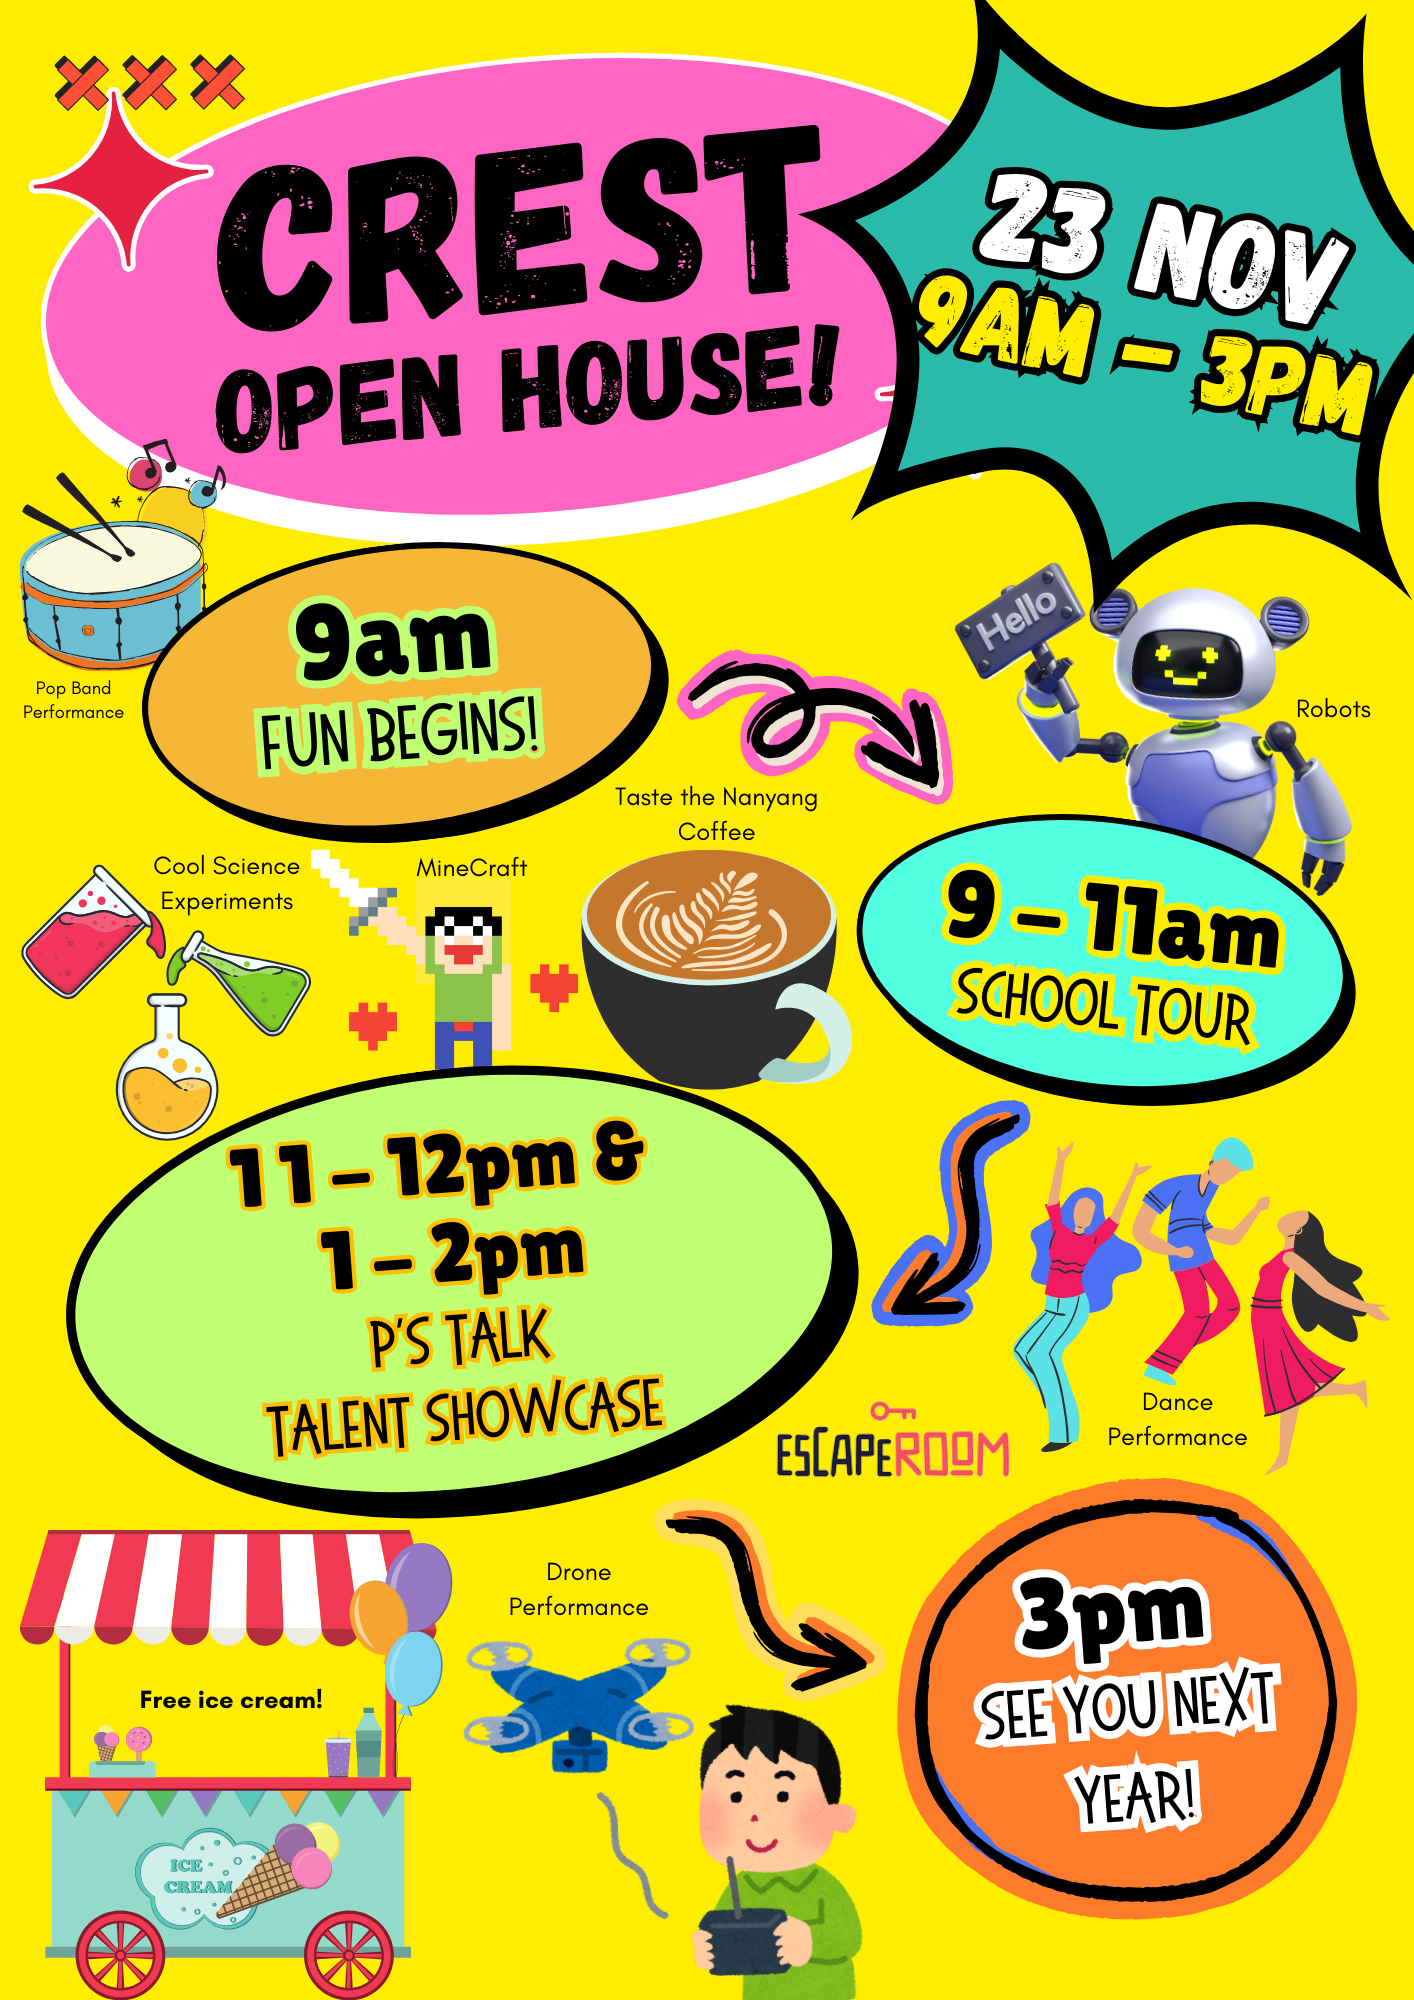 CREST
OPEN HOUSE!
23 NOV
9AM – 3PM
Pop Band
Performance
9am
FUN BEGINS!
Hello
Robots
Taste the Nanyang
Coffee
Cool Science
Experiments
MineCraft
9 – 11am
SCHOOL TOUR
11 – 12pm &
1 – 2pm
P'S TALK
TALENT SHOWCASE
Dance
Performance
ESCAPEROOM
Drone
Performance
Free ice cream!
ICE
CREAM
3pm
SEE YOU NEXT
YEAR!